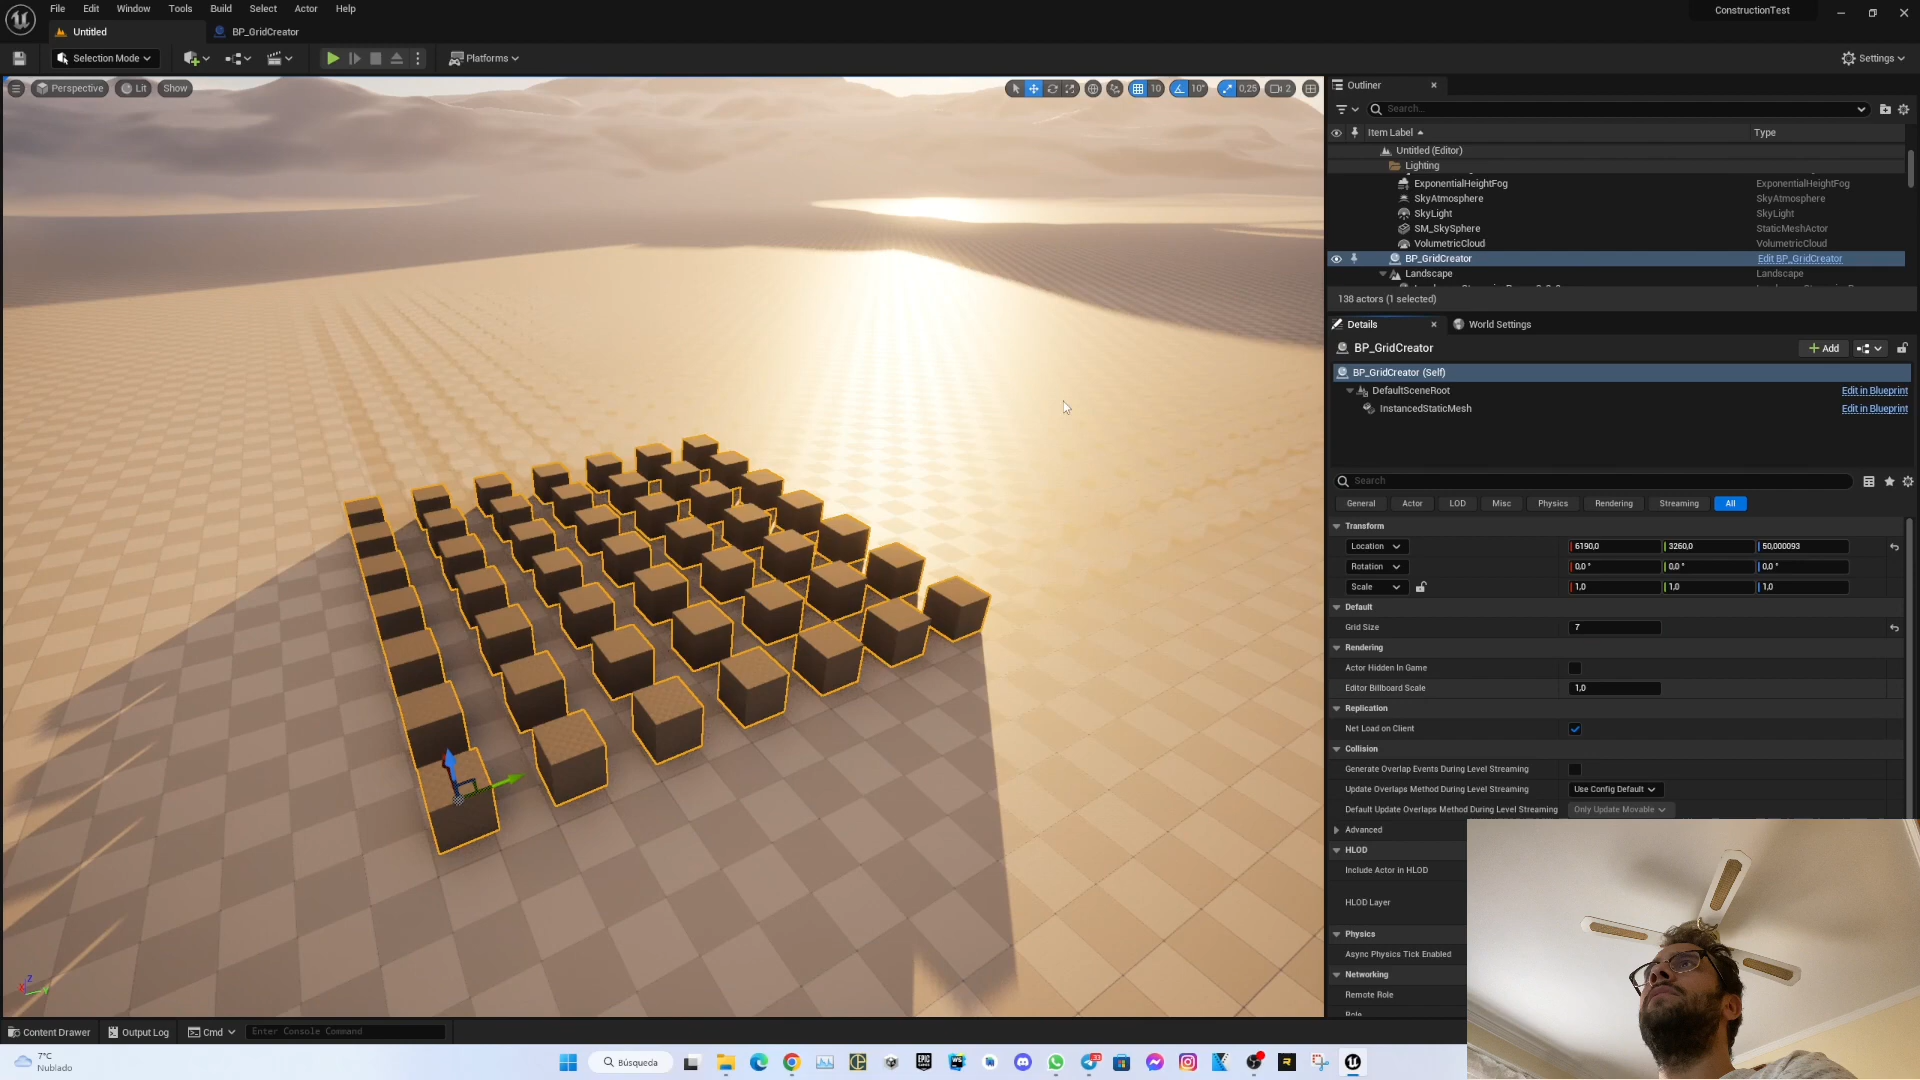 File Edit Window Tools Build Select Actor Help
ConstructionTest
Untitled
BP_GridCreator
Selection Mode
Platforms
Settings
Perspective
Lit
Show
10
10°
0,25
2
Outliner
Search...
Item Label
Type
Untitled (Editor)
Lighting
ExponentialHeightFog ExponentialHeightFog
SkyAtmosphere SkyAtmosphere
SkyLight SkyLight
SM_SkySphere StaticMeshActor
VolumetricCloud VolumetricCloud
BP_GridCreator Edit BP_GridCreator
Landscape Landscape
138 actors (1 selected)
Details
World Settings
BP_GridCreator
+ Add
BP_GridCreator (Self)
DefaultSceneRoot Edit in Blueprint
InstancedStaticMesh Edit in Blueprint
Search
General Actor LOD Misc Physics Rendering Streaming All
Transform
Location 6190,0 3260,0 50,000093
Rotation 0,0 ° 0,0 ° 0,0 °
Scale 1,0 1,0 1,0
Default
Grid Size 7
Rendering
Actor Hidden In Game
Editor Billboard Scale 1,0
Replication
Net Load on Client
Collision
Generate Overlap Events During Level Streaming
Update Overlaps Method During Level Streaming Use Config Default
Default Update Overlaps Method During Level Streaming Only Update Movable
Advanced
HLOD
Include Actor in HLOD
HLOD Layer
Physics
Async Physics Tick Enabled
Networking
Remote Role
Role
Z
X
Y
Content Drawer
Output Log
Cmd
Enter Console Command
7°C
Nublado
Búsqueda
33